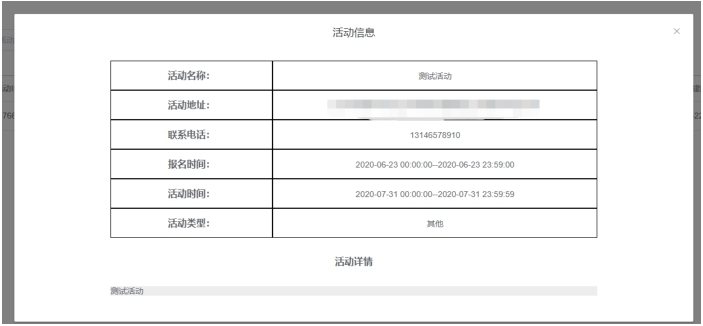 活动信息
×
活动名称: 测试活动
活动地址:
联系电话: 13146578910
报名时间: 2020-06-23 00:00:00--2020-06-23 23:59:00
活动时间: 2020-07-31 00:00:00--2020-07-31 23:59:59
活动类型: 其他
活动详情
测试活动